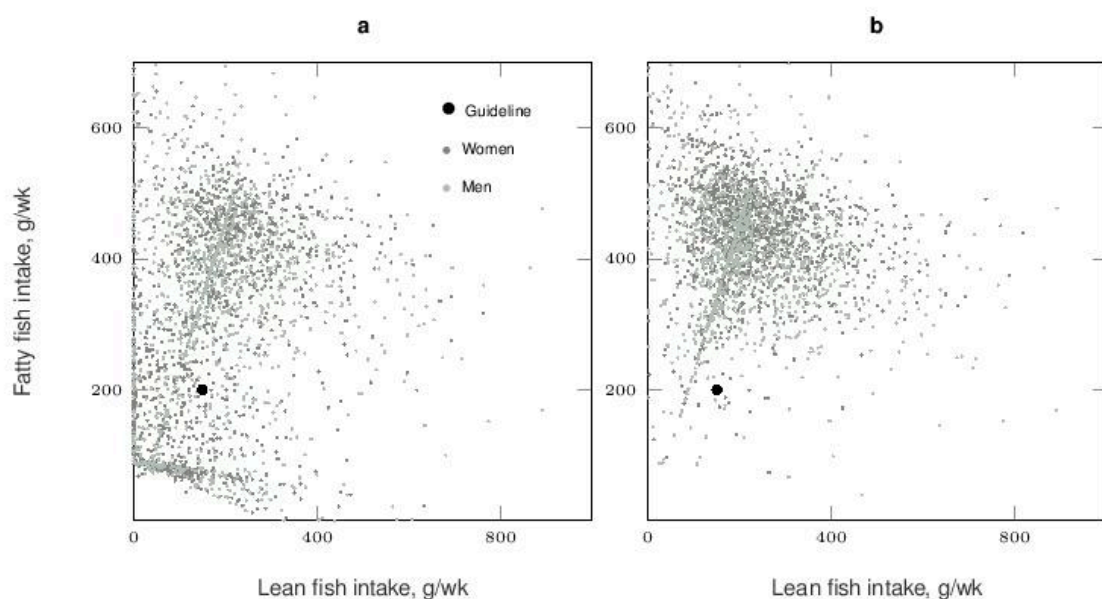 a
b
Guideline
Women
Men
600
400
200
0
400
800
600
400
200
0
400
800
Fatty fish intake, g/wk
Lean fish intake, g/wk
Lean fish intake, g/wk